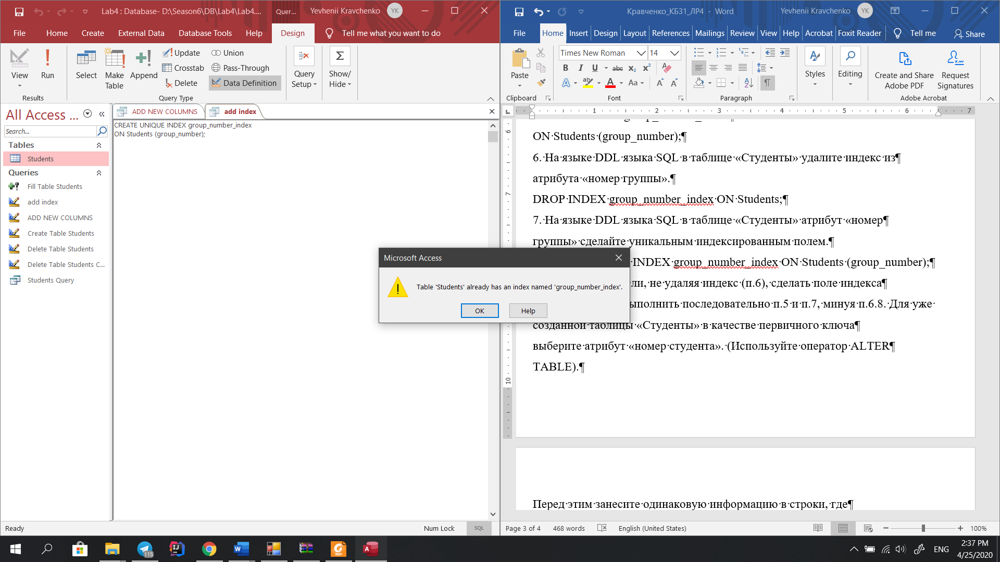 Lab4 : Database- D:\Season6\DB\Lab4\Lab4....
Quer...
Yevhenii Kravchenko
YK
File
Home
Create
External Data
Database Tools
Help
Design
Tell me what you want to do
View
Run
Select
Make Table
Append
Update
Crosstab
Delete
Union
Pass-Through
Data Definition
Query Setup
Show/ Hide
Results
Query Type
All Access ...
Search...
Tables
Students
Queries
Fill Table Students
add index
ADD NEW COLUMNS
Create Table Students
Delete Table Students
Delete Table Students C...
Students Query
ADD NEW COLUMNS
add index
CREATE UNIQUE INDEX group_number_index
ON Students (group_number);
Ready
Num Lock
SQL
Microsoft Access
Table 'Students' already has an index named 'group_number_index'.
OK
Help
Кравченко_КБ31_ЛР4 - Word
Yevhenii Kravchenko
YK
File
Home
Insert
Design
Layout
References
Mailings
Review
View
Help
Acrobat
Foxit Reader
Tell me
Share
Paste
Times New Roman
14
Styles
Editing
Create and Share Adobe PDF
Request Signatures
Clipboard
Font
Paragraph
Adobe Acrobat
1 2 3 4 5 6 7
6
7
10
ON·Students·(group_number);¶
6.·На·языке·DDL·языка·SQL·в·таблице·«Студенты»·удалите·индекс·из¶
атрибута·«номер·группы».¶
DROP·INDEX·group_number_index·ON·Students;¶
7.·На·языке·DDL·языка·SQL·в·таблице·«Студенты»·атрибут·«номер¶
группы»·сделайте·уникальным·индексированным·полем.¶
INDEX·group_number_index·ON·Students·(group_number);¶
ли,·не·удаляя·индекс·(п.6),·сделать·поле·индекса¶
ыполнить·последовательно·п.5·и·п.7,·минуя·п.6.8.·Для·уже·
созданной·таблицы·«Студенты»·в·качестве·первичного·ключа¶
выберите·атрибут·«номер·студента».·(Используйте·оператор·ALTER¶
TABLE).¶
Перед·этим·занесите·одинаковую·информацию·в·строки,·где¶
Page 3 of 4
468 words
English (United States)
100%
115
ENG
2:37 PM
4/25/2020